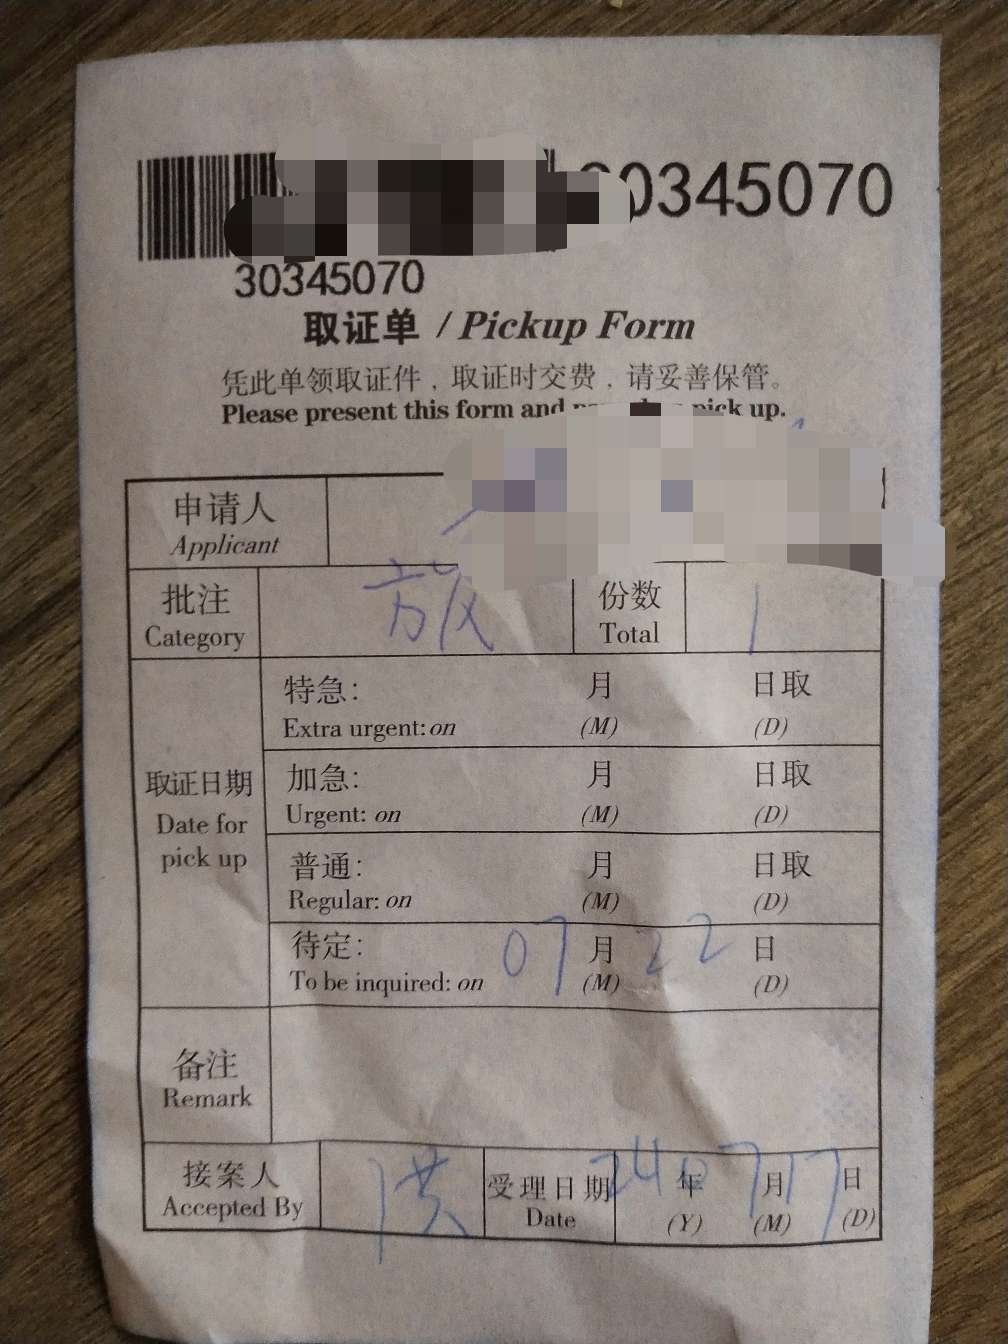 0345070
30345070
取证单 / Pickup Form
凭此单领取证件，取证时交费，请妥善保管。
Please present this form and pick up.
申请人
Applicant
批注 旅 份数 1
Category Total
特急: 月 日取
Extra urgent: on (M) (D)
加急: 月 日取
Urgent: on (M) (D)
取证日期
Date for
pick up
普通: 月 日取
Regular: on (M) (D)
待定: 07 月 22 日
To be inquired: on (M) (D)
备注
Remark
接案人 洪 受理日期 24 年 07 月 17 日
Accepted By Date (Y) (M) (D)